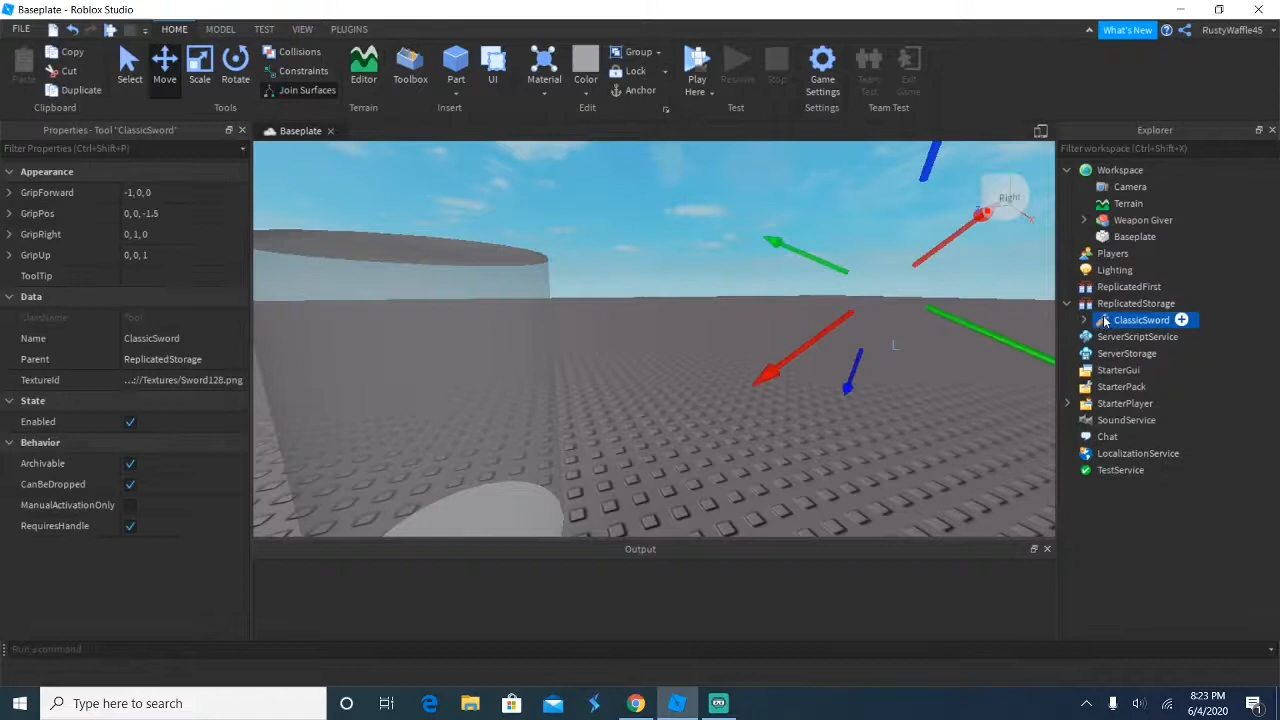 Baseplate - Roblox Studio
FILE HOME MODEL TEST VIEW PLUGINS What's New RustyWaffle45
Paste Copy Cut Duplicate Select Move Scale Rotate Collisions Constraints Join Surfaces Editor Toolbox Part UI Material Color Group Lock Anchor Play Here Resume Stop Game Settings Team Test Exit Game
Clipboard Tools Terrain Insert Edit Test Settings Team Test
Properties - Tool "ClassicSword"
Filter Properties (Ctrl+Shift+P)
Appearance
GripForward -1, 0, 0
GripPos 0, 0, -1.5
GripRight 0, 1, 0
GripUp 0, 0, 1
ToolTip
Data
ClassName Tool
Name ClassicSword
Parent ReplicatedStorage
TextureId ...://Textures/Sword128.png
State
Enabled
Behavior
Archivable
CanBeDropped
ManualActivationOnly
RequiresHandle
Baseplate
Right
Z
X
L
Output
Explorer
Filter workspace (Ctrl+Shift+X)
Workspace
Camera
Terrain
Weapon Giver
Baseplate
Players
Lighting
ReplicatedFirst
ReplicatedStorage
ClassicSword
ServerScriptService
ServerStorage
StarterGui
StarterPack
StarterPlayer
SoundService
Chat
LocalizationService
TestService
Run a command
Type here to search
8:23 PM
6/4/2020